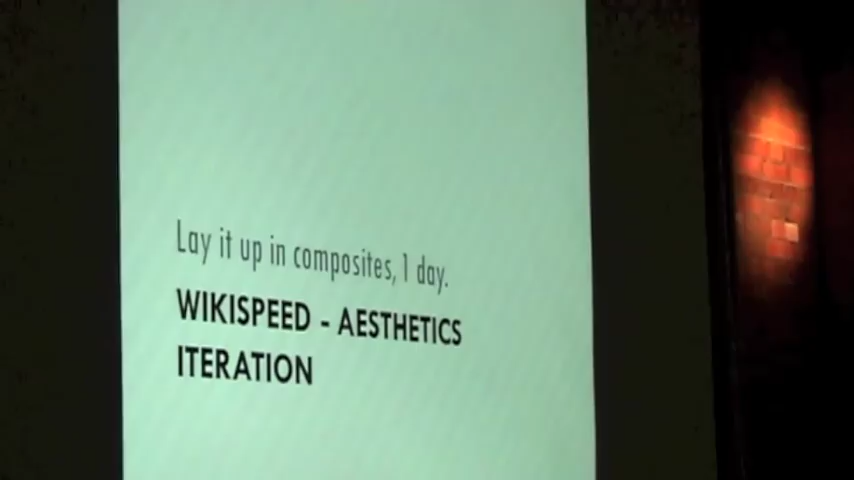 Lay it up in composites, 1 day.
WIKISPEED - AESTHETICS
ITERATION